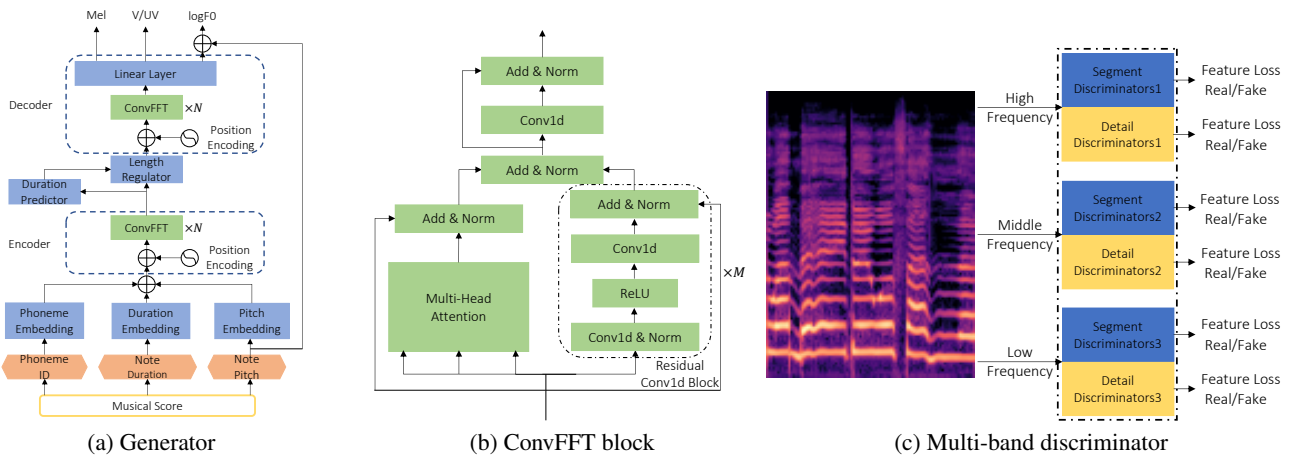 Mel
V/UV
logF0
Linear Layer
Decoder
ConvFFT
×N
Position
Encoding
Length
Regulator
Duration
Predictor
ConvFFT
×N
Encoder
Position
Encoding
Phoneme
Embedding
Duration
Embedding
Pitch
Embedding
Phoneme
ID
Note
Duration
Note
Pitch
Musical Score
(a) Generator
Add & Norm
Conv1d
Add & Norm
Add & Norm
Multi-Head
Attention
Add & Norm
Conv1d
ReLU
Conv1d & Norm
×M
Residual
Conv1d Block
(b) ConvFFT block
High
Frequency
Segment
Discriminators1
Feature Loss
Real/Fake
Detail
Discriminators1
Feature Loss
Real/Fake
Middle
Frequency
Segment
Discriminators2
Feature Loss
Real/Fake
Detail
Discriminators2
Feature Loss
Real/Fake
Low
Frequency
Segment
Discriminators3
Feature Loss
Real/Fake
Detail
Discriminators3
Feature Loss
Real/Fake
(c) Multi-band discriminator